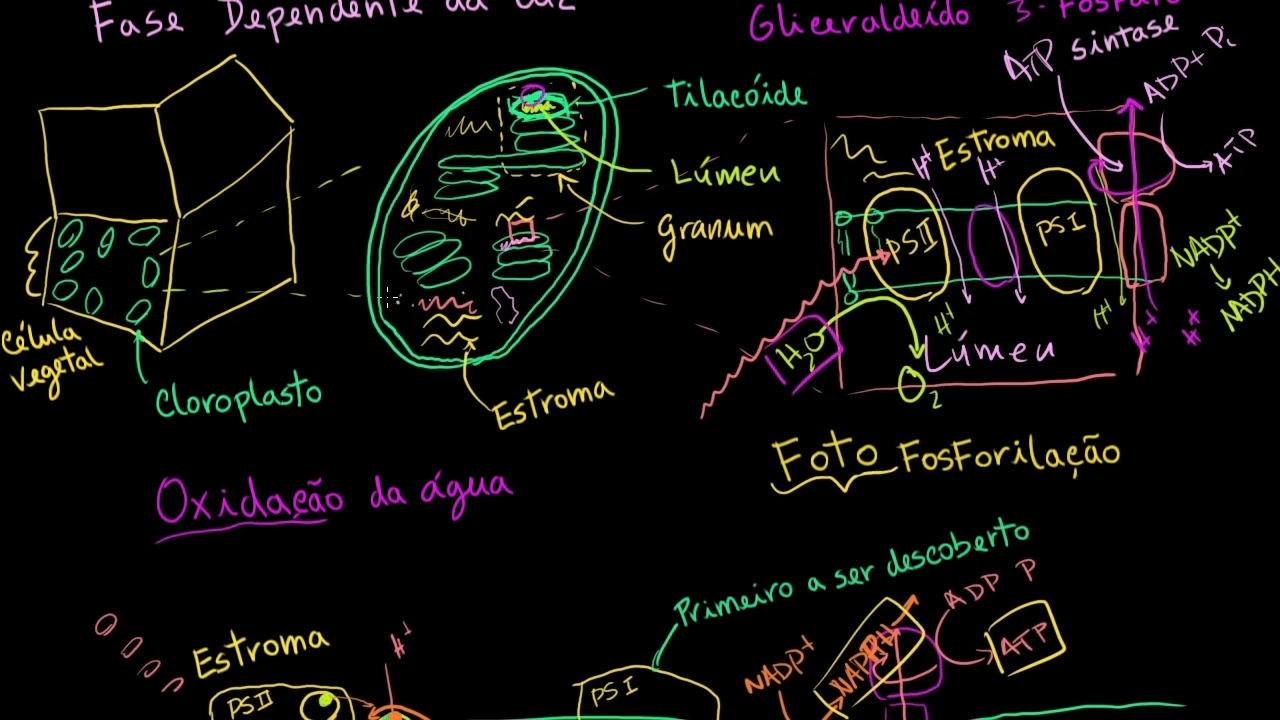 Fase Dependente da Luz
Gliceraldeído 3-Fosfato
ATP sintase
ADP+ Pi
ATP
Tilacóide
Lúmen
granum
Estroma
H+
H+
PSII
PSI
NADP+
NADPH
H+
H+
H+
H+
H2O
Lúmeu
O2
Célula
vegetal
Cloroplasto
Estroma
Foto Fosforilação
Oxidação da água
Primeiro a ser descoberto
ADP P
ATP
NADP+
NADPH
Estroma
H+
PSII
PSI